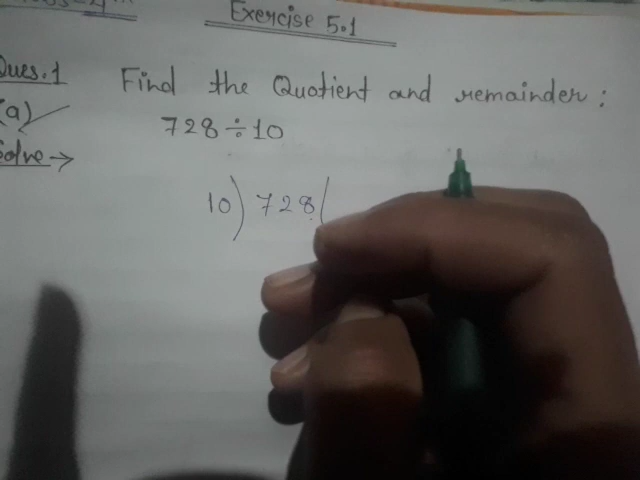 Exercise 5.1
Ques.1 Find the Quotient and remainder :
(a) 728÷10
Solve →
10)728(